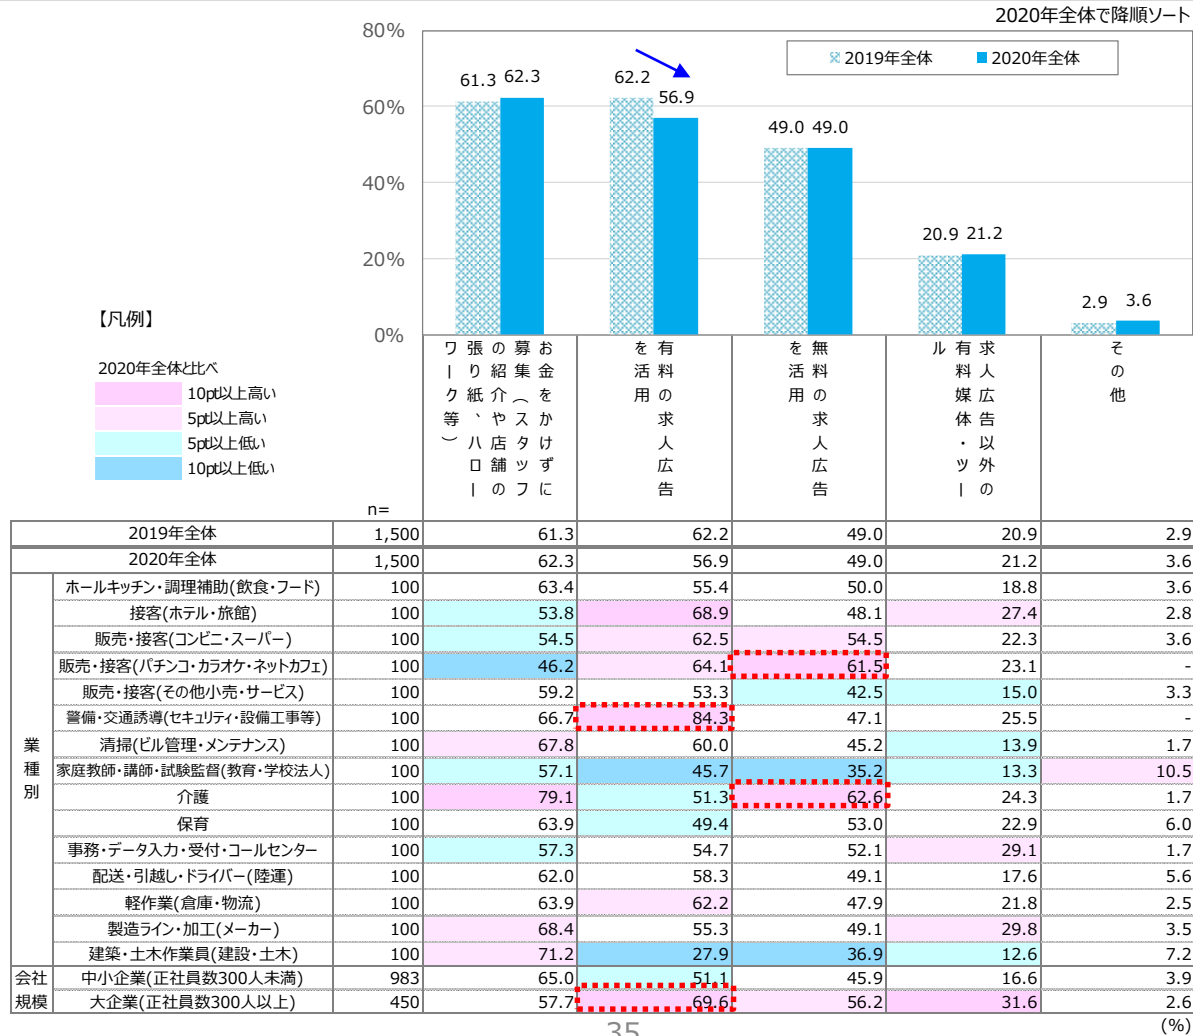 2020年全体で降順ソート
80%
60%
40%
20%
0%
2019年全体 2020年全体
61.3 62.3
62.2 56.9
49.0 49.0
20.9 21.2
2.9 3.6
【凡例】
2020年全体と比べ
10pt以上高い
5pt以上高い
5pt以上低い
10pt以上低い
お金をかけずに
募集（スタッフ
の紹介や店舗の
張り紙、ハロー
ワーク等）
有料の求人広告
を活用
無料の求人広告
を活用
求人広告以外の
有料媒体・ツー
ル
その他
n=
2019年全体 1,500 61.3 62.2 49.0 20.9 2.9
2020年全体 1,500 62.3 56.9 49.0 21.2 3.6
業種別
ホールキッチン・調理補助(飲食・フード) 100 63.4 55.4 50.0 18.8 3.6
接客(ホテル・旅館) 100 53.8 68.9 48.1 27.4 2.8
販売・接客(コンビニ・スーパー) 100 54.5 62.5 54.5 22.3 3.6
販売・接客(パチンコ・カラオケ・ネットカフェ) 100 46.2 64.1 61.5 23.1 -
販売・接客(その他小売・サービス) 100 59.2 53.3 42.5 15.0 3.3
警備・交通誘導(セキュリティ・設備工事等) 100 66.7 84.3 47.1 25.5 -
清掃(ビル管理・メンテナンス) 100 67.8 60.0 45.2 13.9 1.7
家庭教師・講師・試験監督(教育・学校法人) 100 57.1 45.7 35.2 13.3 10.5
介護 100 79.1 51.3 62.6 24.3 1.7
保育 100 63.9 49.4 53.0 22.9 6.0
事務・データ入力・受付・コールセンター 100 57.3 54.7 52.1 29.1 1.7
配送・引越し・ドライバー(陸運) 100 62.0 58.3 49.1 17.6 5.6
軽作業(倉庫・物流) 100 63.9 62.2 47.9 21.8 2.5
製造ライン・加工(メーカー) 100 68.4 55.3 49.1 29.8 3.5
建築・土木作業員(建設・土木) 100 71.2 27.9 36.9 12.6 7.2
会社規模
中小企業(正社員数300人未満) 983 65.0 51.1 45.9 16.6 3.9
大企業(正社員数300人以上) 450 57.7 69.6 56.2 31.6 2.6
35
(%)